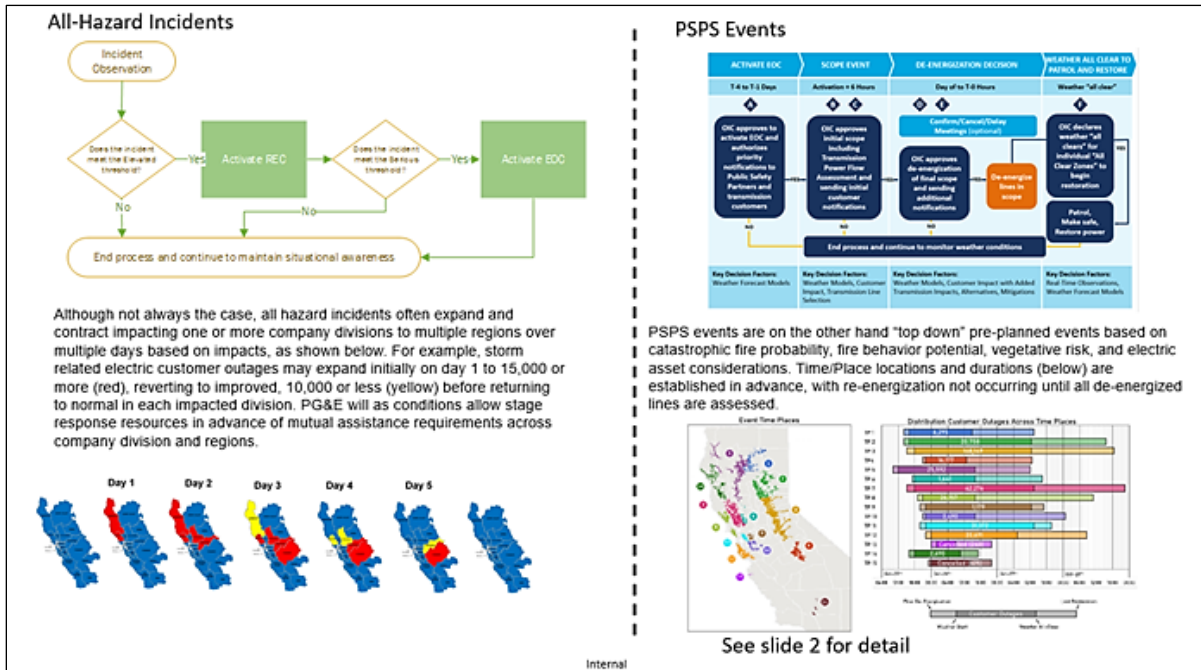 All-Hazard Incidents
Incident
Observation
Does the incident
meet the Elevated
threshold?
Yes
Activate REC
Does the incident
meet the Serious
threshold?
Yes
Activate EOC
No
No
End process and continue to maintain situational awareness
Although not always the case, all hazard incidents often expand and
contract impacting one or more company divisions to multiple regions over
multiple days based on impacts, as shown below. For example, storm
related electric customer outages may expand initially on day 1 to 15,000 or
more (red), reverting to improved, 10,000 or less (yellow) before returning
to normal in each impacted division. PG&E will as conditions allow stage
response resources in advance of mutual assistance requirements across
company division and regions.
Day 1
Day 2
Day 3
Day 4
Day 5
PSPS Events
ACTIVATE EOC
SCOPE EVENT
DE-ENERGIZATION DECISION
WEATHER ALL CLEAR TO
PATROL AND RESTORE
T-4 to T-1 Days
Activation + 6 Hours
Day of to T-0 Hours
Weather "all clear"
A
B
C
D
E
F
Confirm/Cancel/Delay
Meetings (optional)
OIC approves to
activate EOC and
authorizes
priority
notifications to
Public Safety
Partners and
transmission
customers
YES
OIC approves
initial scope
including
Transmission
Power Flow
Assessment and
sending initial
customer
notifications
YES
OIC approves
de-energization
of final scope
and sending
additional
notifications
YES
De-energize
lines in
scope
OIC declares
weather "all
clears" for
individual "All
Clear Zones" to
begin
restoration
YES
Patrol,
Make safe,
Restore power
NO
NO
NO
End process and continue to monitor weather conditions
Key Decision Factors:
Weather Forecast Models
Key Decision Factors:
Weather Models, Customer
Impact, Transmission Line
Selection
Key Decision Factors:
Weather Models, Customer Impact with Added
Transmission Impacts, Alternatives, Mitigations
Key Decision Factors:
Real-Time Observations,
Weather Forecast Models
PSPS events are on the other hand “top down” pre-planned events based on
catastrophic fire probability, fire behavior potential, vegetative risk, and electric
asset considerations. Time/Place locations and durations (below) are
established in advance, with re-energization not occurring until all de-energized
lines are assessed.
Event Time Places
Distribution Customer Outages Across Time Places
Customer Outages
See slide 2 for detail
Internal